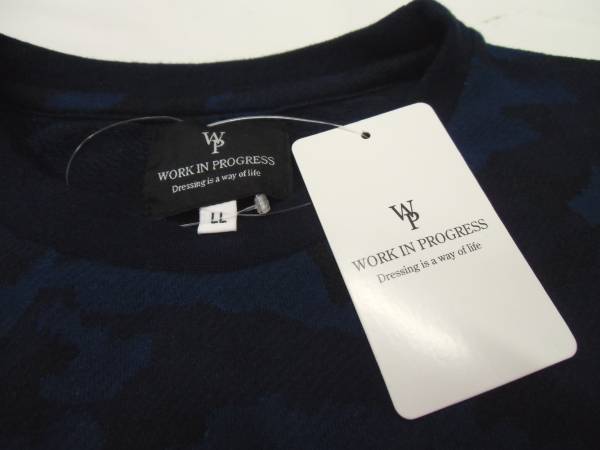 WP
WORK IN PROGRESS
Dressing is a way of life
LL
WP
WORK IN PROGRESS
Dressing is a way of life